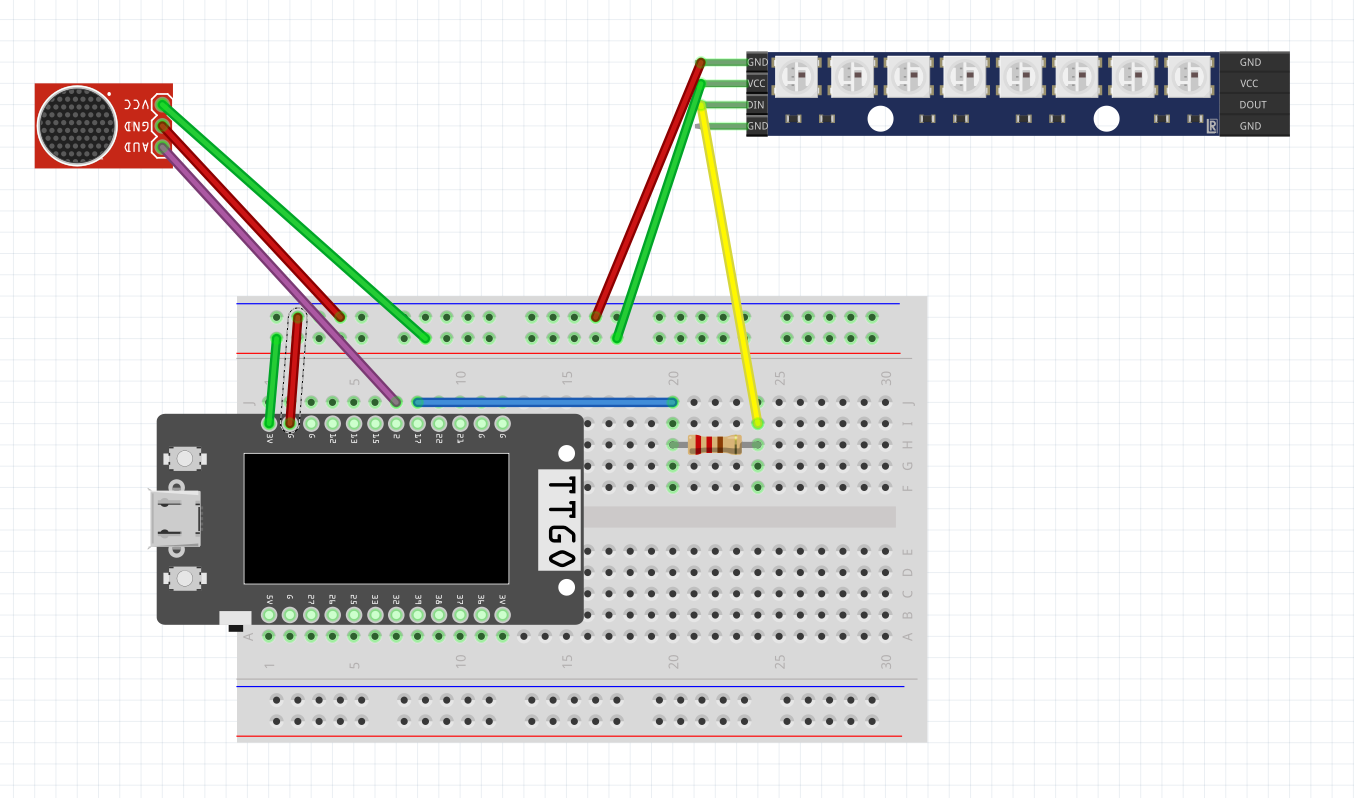 GND GND
VCC VCC
DIN DOUT
GND GND
R
VCC
GND
AUD
5 10 15 20 25 30
J J
3V G G 12 13 15 2 17 22 21 G G
I
H
G
F
TTGO
E
D
C
5V G 27 26 25 33 32 39 38 37 36 3V
B
A A
1 5 10 15 20 25 30